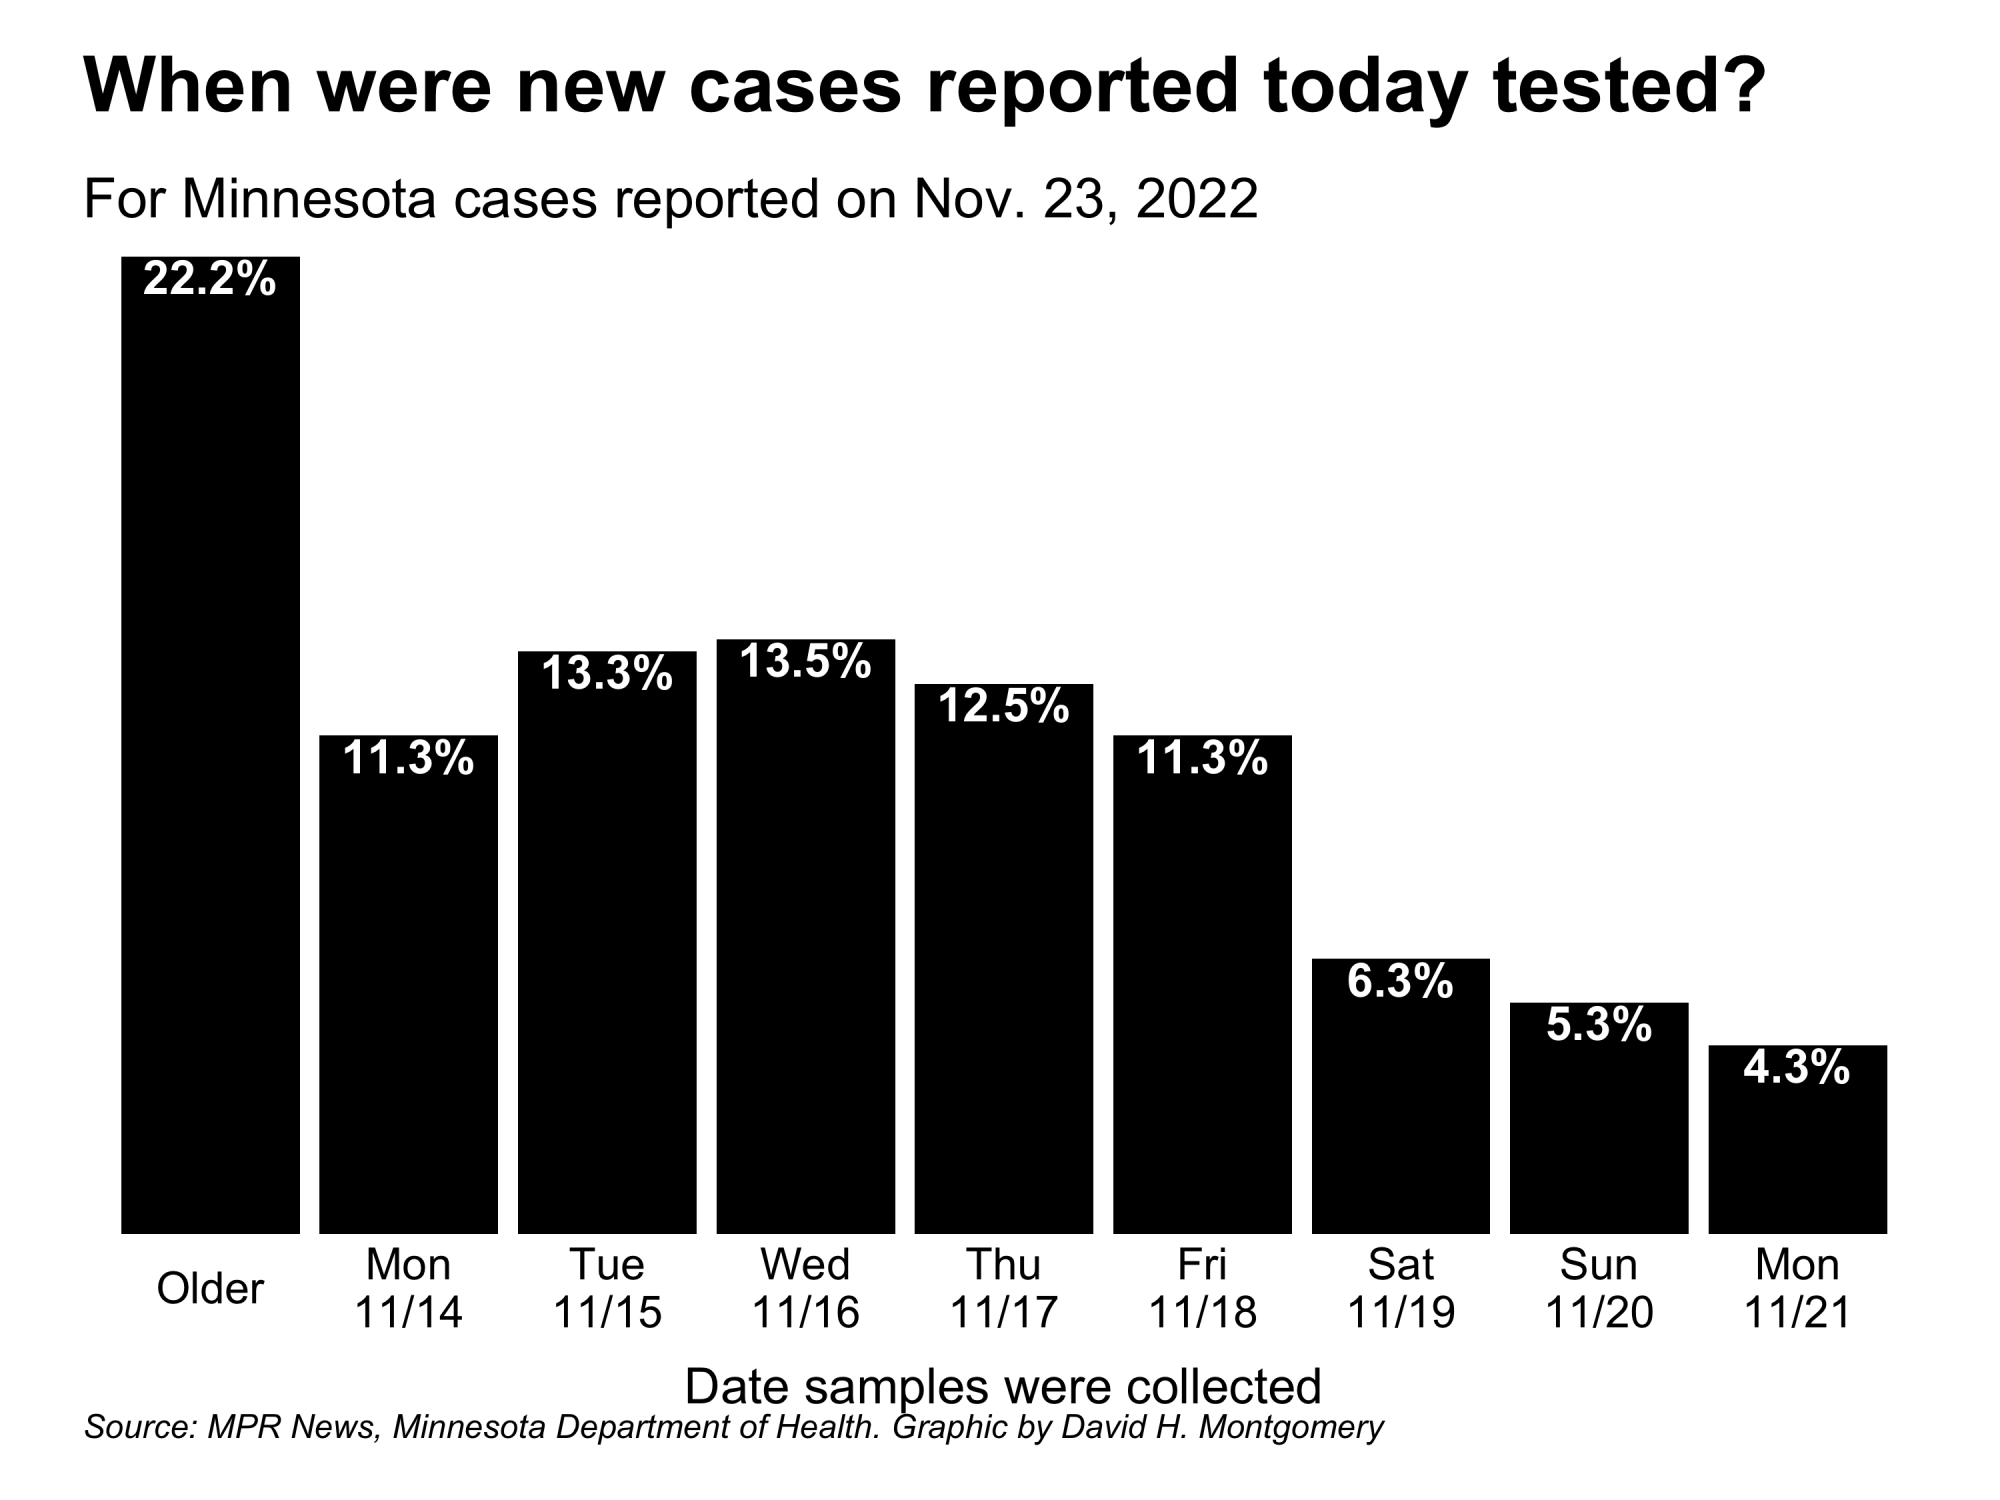 When were new cases reported today tested?
For Minnesota cases reported on Nov. 23, 2022
22.2%
11.3%
13.3%
13.5%
12.5%
11.3%
6.3%
5.3%
4.3%
Older
Mon
11/14
Tue
11/15
Wed
11/16
Thu
11/17
Fri
11/18
Sat
11/19
Sun
11/20
Mon
11/21
Date samples were collected
Source: MPR News, Minnesota Department of Health. Graphic by David H. Montgomery